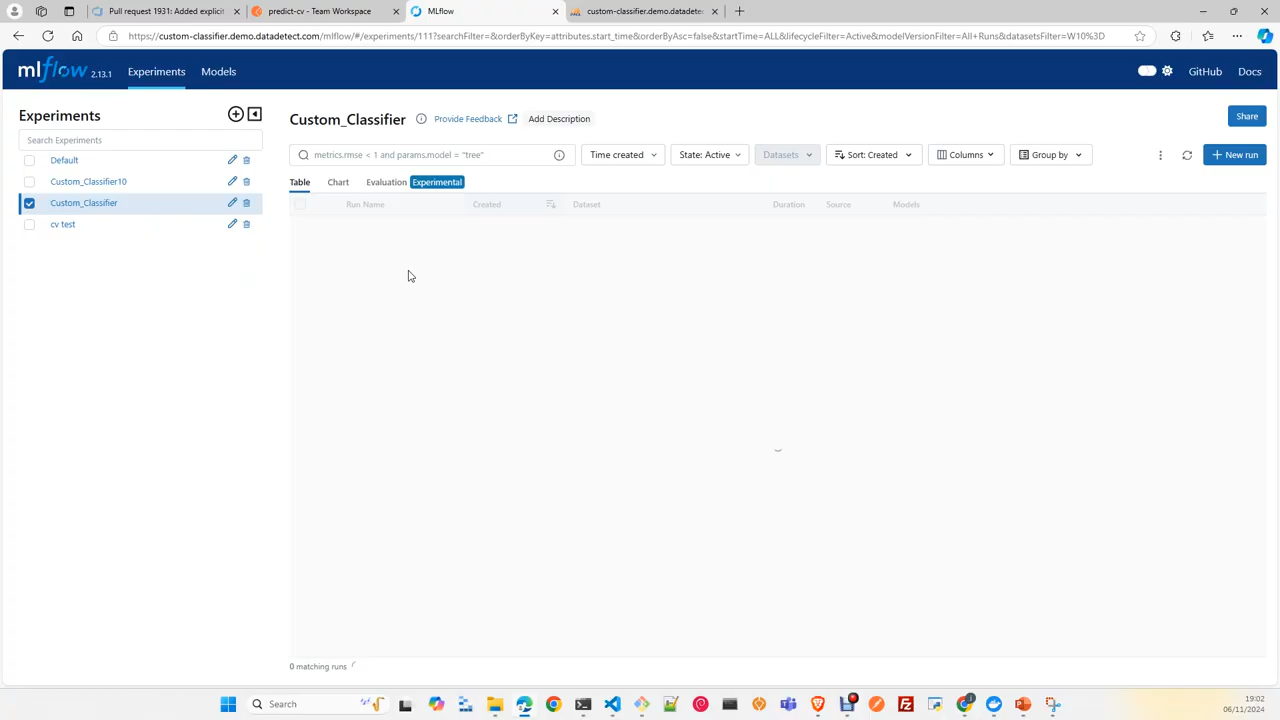 Pull request 1931: Added explicit
predict-cv - Test Workspace
MLflow
custom-classifier.demo.datadetec
https://custom-classifier.demo.datadetect.com/mlflow/#/experiments/111?searchFilter=&orderByKey=attributes.start_time&orderByAsc=false&startTime=ALL&lifecycleFilter=Active&modelVersionFilter=All+Runs&datasetsFilter=W10%3D
mlflow 2.13.1
Experiments
Models
GitHub
Docs
Experiments
Search Experiments
Default
Custom_Classifier10
Custom_Classifier
cv test
Custom_Classifier
Provide Feedback
Add Description
Share
metrics.rmse < 1 and params.model = "tree"
Time created
State: Active
Datasets
Sort: Created
Columns
Group by
New run
Table
Chart
Evaluation
Experimental
Run Name
Created
Dataset
Duration
Source
Models
0 matching runs
Search
19:02
06/11/2024